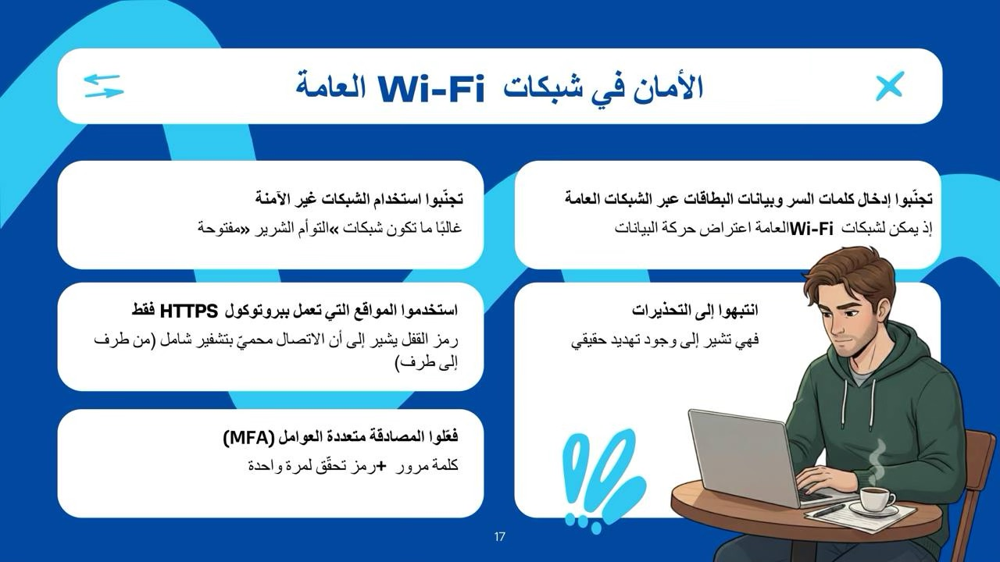 الأمان في شبكات Wi-Fi العامة
تجنّبوا إدخال كلمات السر وبيانات البطاقات عبر الشبكات العامة
إذ يمكن لشبكات Wi-Fiالعامة اعتراض حركة البيانات
تجنّبوا استخدام الشبكات غير الآمنة
غالبًا ما تكون شبكات »التوأم الشرير »مفتوحة
انتبهوا إلى التحذيرات
فهي تشير إلى وجود تهديد حقيقي
استخدموا المواقع التي تعمل ببروتوكول HTTPS فقط
رمز القفل يشير إلى أن الاتصال محميّ بتشفير شامل (من طرف
إلى طرف)
فعّلوا المصادقة متعددة العوامل (MFA)
كلمة مرور +رمز تحقّق لمرة واحدة
17